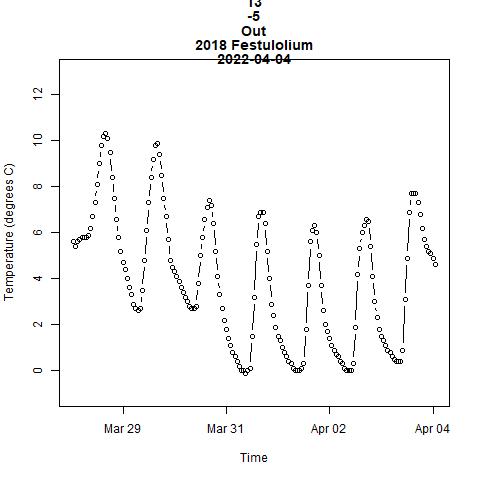 13
-5
Out
2018 Festulolium
2022-04-04
Temperature (degrees C)
12
10
8
6
4
2
0
Mar 29
Mar 31
Apr 02
Apr 04
Time